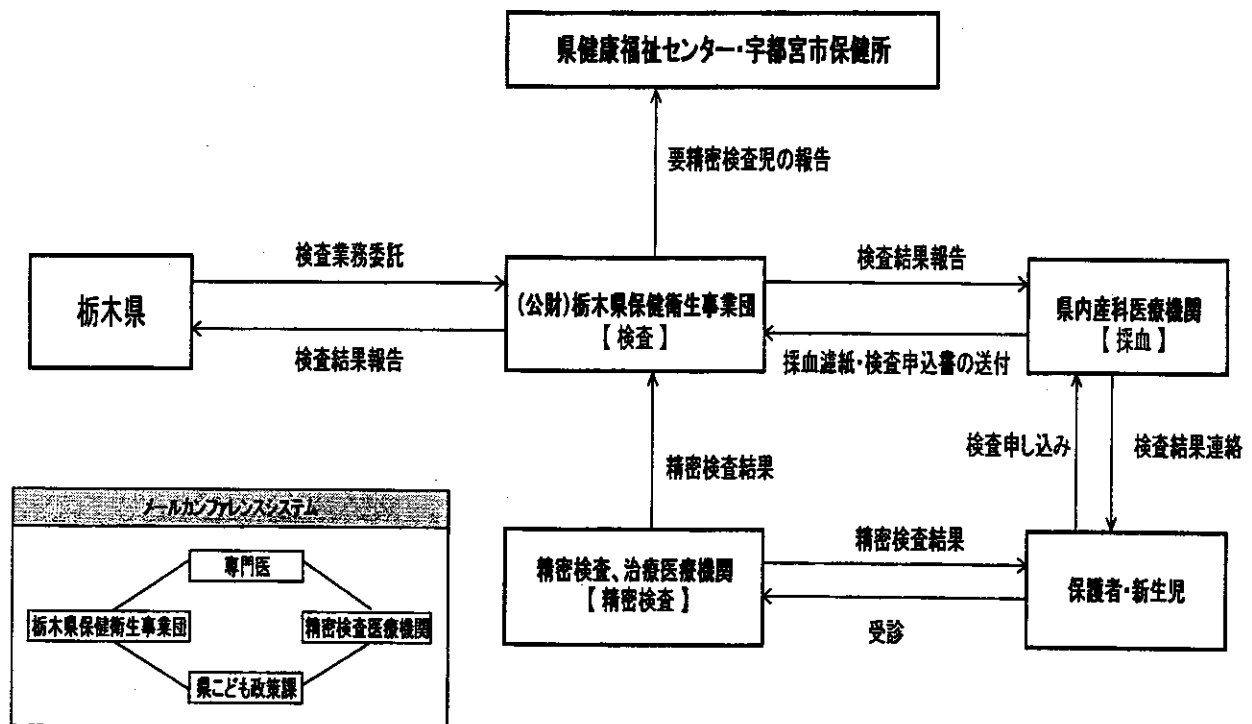 県健康福祉センター・宇都宮市保健所
要精密検査児の報告
検査業務委託
検査結果報告
栃木県
(公財)栃木県保健衛生事業団
【 検査 】
県内産科医療機関
【 採血 】
検査結果報告
採血濾紙・検査申込書の送付
検査申し込み
検査結果連絡
精密検査結果
メールカンファレンスシステム
専門医
栃木県保健衛生事業団
精密検査医療機関
県こども政策課
精密検査、治療医療機関
【 精密検査 】
精密検査結果
受診
保護者・新生児